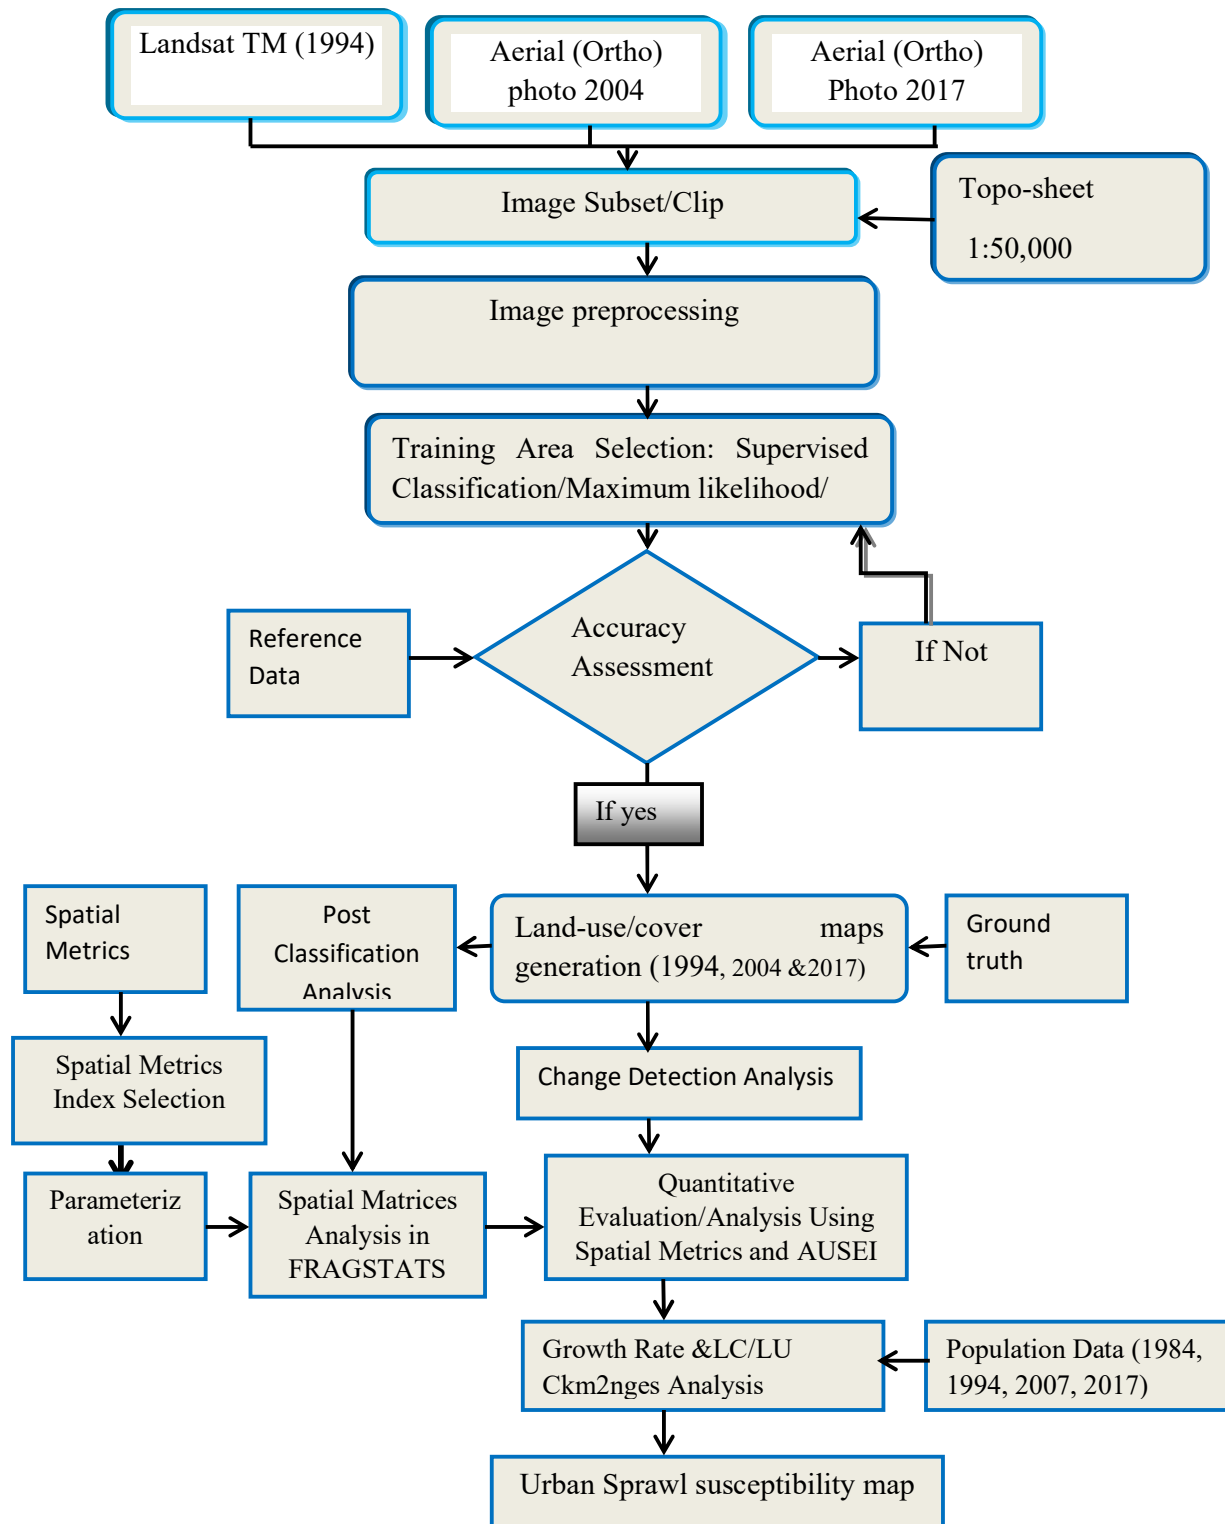 Landsat TM (1994)
Aerial (Ortho)
photo 2004
Aerial (Ortho)
Photo 2017
Image Subset/Clip
Topo-sheet
1:50,000
Image preprocessing
Training Area Selection: Supervised
Classification/Maximum likelihood/
Reference
Data
Accuracy
Assessment
If Not
If yes
Spatial
Metrics
Post
Classification
Analysis
Land-use/cover maps
generation (1994, 2004 &2017)
Ground
truth
Spatial Metrics
Index Selection
Change Detection Analysis
Parameteriz
ation
Spatial Matrices
Analysis in
FRAGSTATS
Quantitative
Evaluation/Analysis Using
Spatial Metrics and AUSEI
Growth Rate &LC/LU
Ckm2nges Analysis
Population Data (1984,
1994, 2007, 2017)
Urban Sprawl susceptibility map